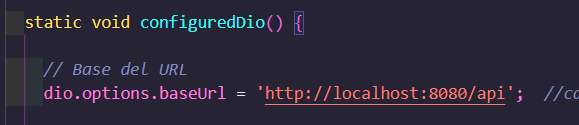 static void configuredDio() {
// Base del URL
dio.options.baseUrl = 'http://localhost:8080/api'; //co